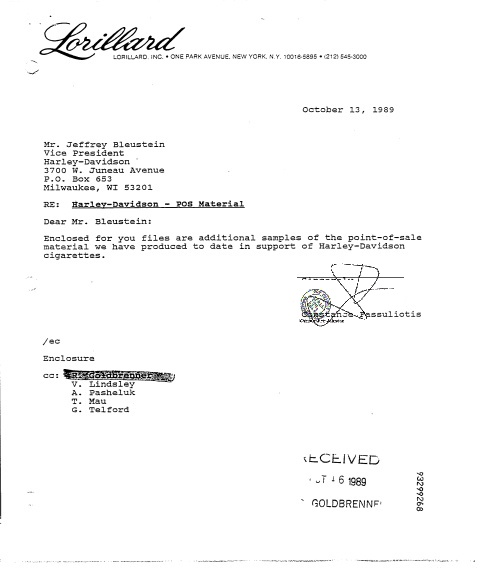 Lorillard
LORILLARD, INC. • ONE PARK AVENUE, NEW YORK, N.Y. 10016-5895 • (212) 545-3000
October 13, 1989
Mr. Jeffrey Bleustein
Vice President
Harley-Davidson
3700 W. Juneau Avenue
P.O. Box 653
Milwaukee, WI 53201
RE: Harley-Davidson - POS Material
Dear Mr. Bleustein:
Enclosed for you files are additional samples of the point-of-sale
material we have produced to date in support of Harley-Davidson
cigarettes.
Constance Passuliotis
/ec
Enclosure
cc: R. Goldbrenner
V. Lindsley
A. Pasheluk
T. Mau
G. Telford
ECEIVED
T 16 1989
GOLDBRENNE
93299268